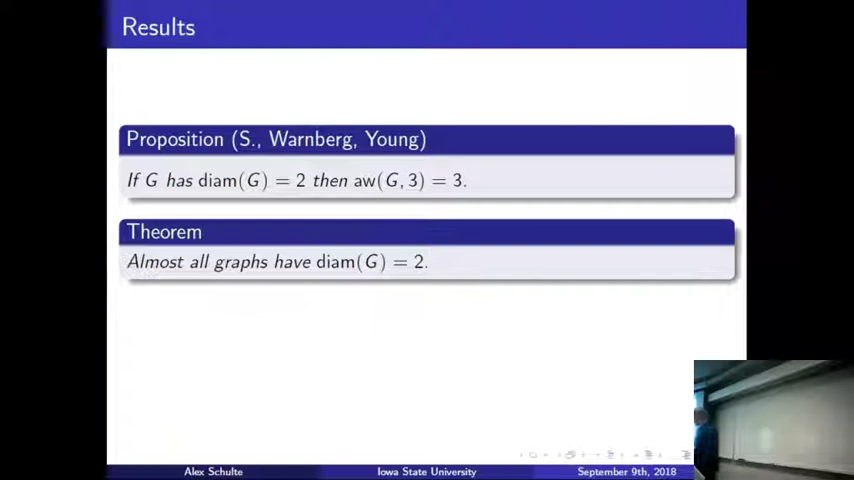 Results
Proposition (S., Warnberg, Young)
If G has diam(G) = 2 then aw(G, 3) = 3.
Theorem
Almost all graphs have diam(G) = 2.
Alex Schulte
Iowa State University
September 9th, 2018